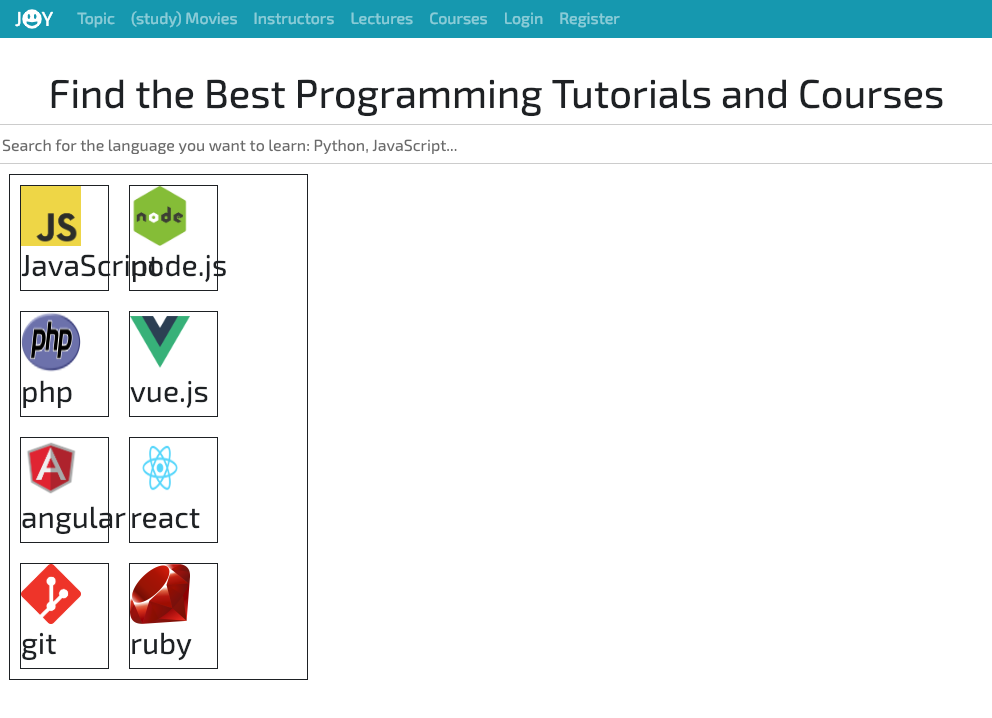 JOY Topic (study) Movies Instructors Lectures Courses Login Register
Find the Best Programming Tutorials and Courses
Search for the language you want to learn: Python, JavaScript...
JS node
JavaScript node.js
php
php vue.js
A
angular react
git ruby